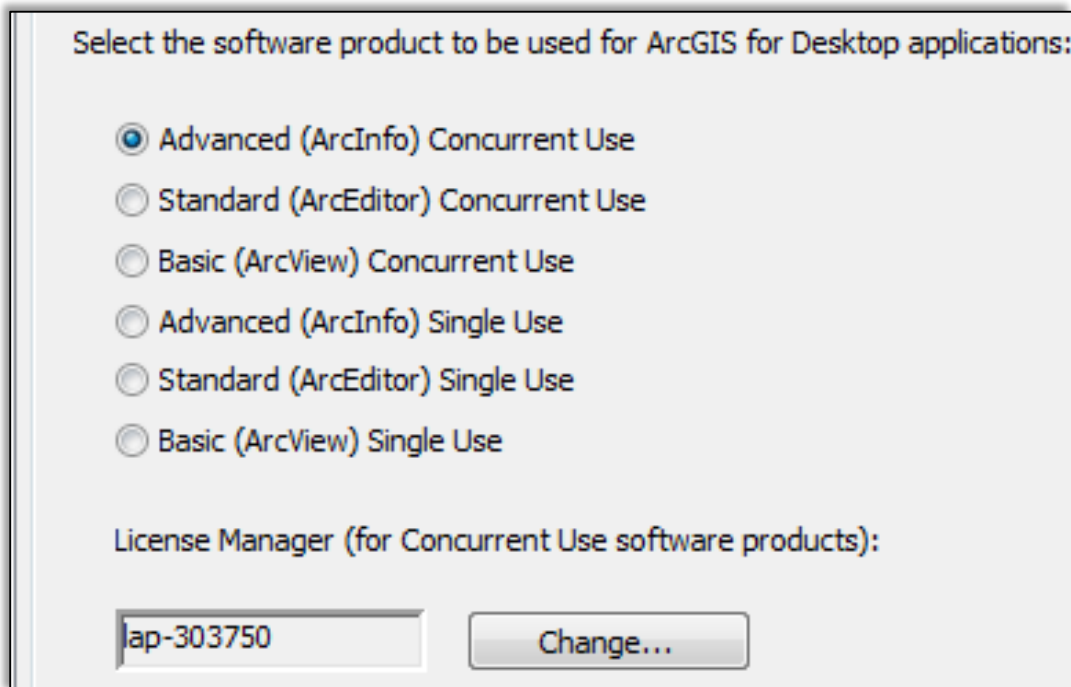 Select the software product to be used for ArcGIS for Desktop applications:
Advanced (ArcInfo) Concurrent Use
Standard (ArcEditor) Concurrent Use
Basic (ArcView) Concurrent Use
Advanced (ArcInfo) Single Use
Standard (ArcEditor) Single Use
Basic (ArcView) Single Use
License Manager (for Concurrent Use software products):
lap-303750 Change...